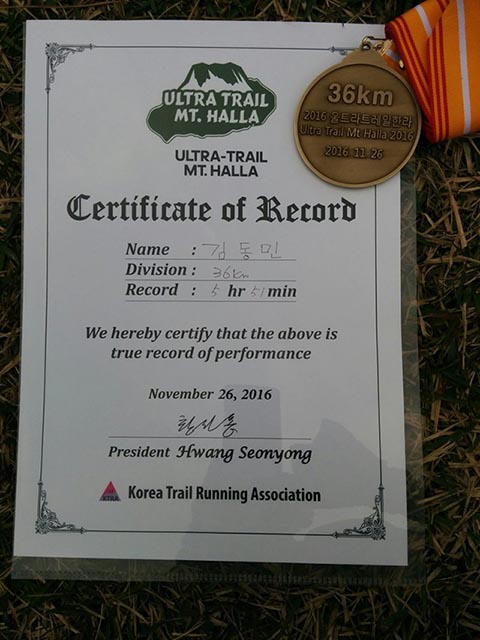 ULTRA TRAIL
MT. HALLA
ULTRA-TRAIL
MT. HALLA
36km
2016 울트라트레일한라
Ultra Trail Mt Halla 2016
2016. 11. 26
Certificate of Record
Name : 김동민
Division : 36km
Record : 5 hr 51 min
We hereby certify that the above is
true record of performance
November 26, 2016
황선용
President Hwang Seonyong
KTRA
Korea Trail Running Association